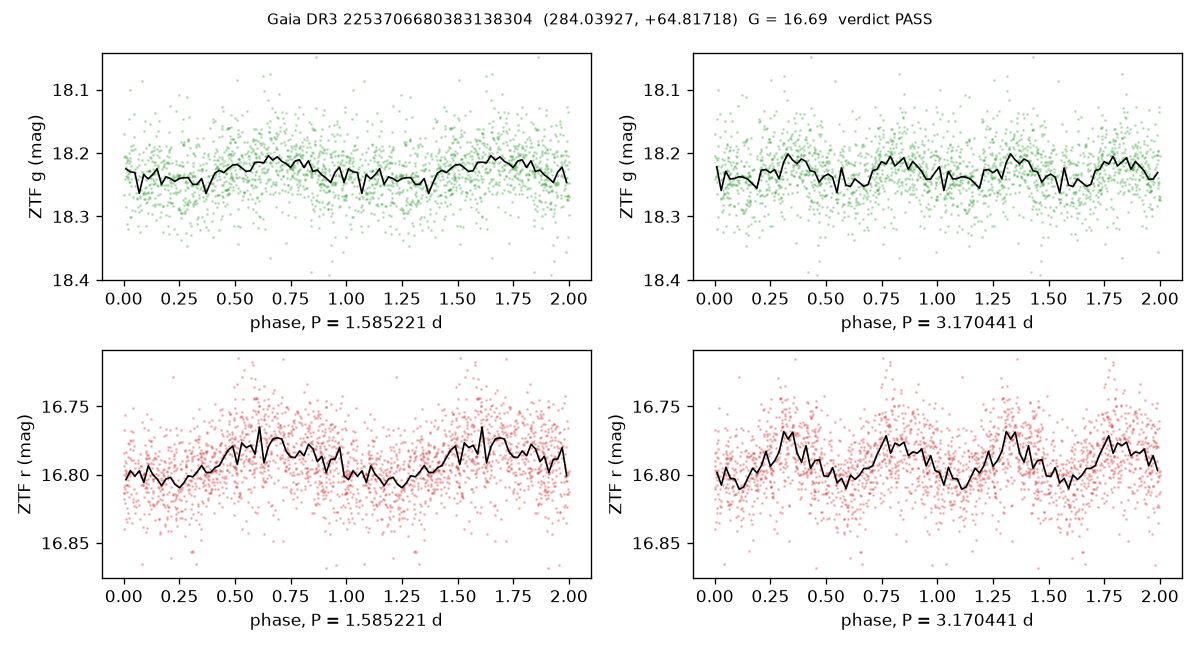 Gaia DR3 2253706680383138304 (284.03927, +64.81718) G = 16.69 verdict PASS
ZTF g (mag)
18.1
18.2
18.3
18.4
0.00 0.25 0.50 0.75 1.00 1.25 1.50 1.75 2.00
phase, P = 1.585221 d
ZTF g (mag)
18.1
18.2
18.3
18.4
0.00 0.25 0.50 0.75 1.00 1.25 1.50 1.75 2.00
phase, P = 3.170441 d
ZTF r (mag)
16.75
16.80
16.85
0.00 0.25 0.50 0.75 1.00 1.25 1.50 1.75 2.00
phase, P = 1.585221 d
ZTF r (mag)
16.75
16.80
16.85
0.00 0.25 0.50 0.75 1.00 1.25 1.50 1.75 2.00
phase, P = 3.170441 d